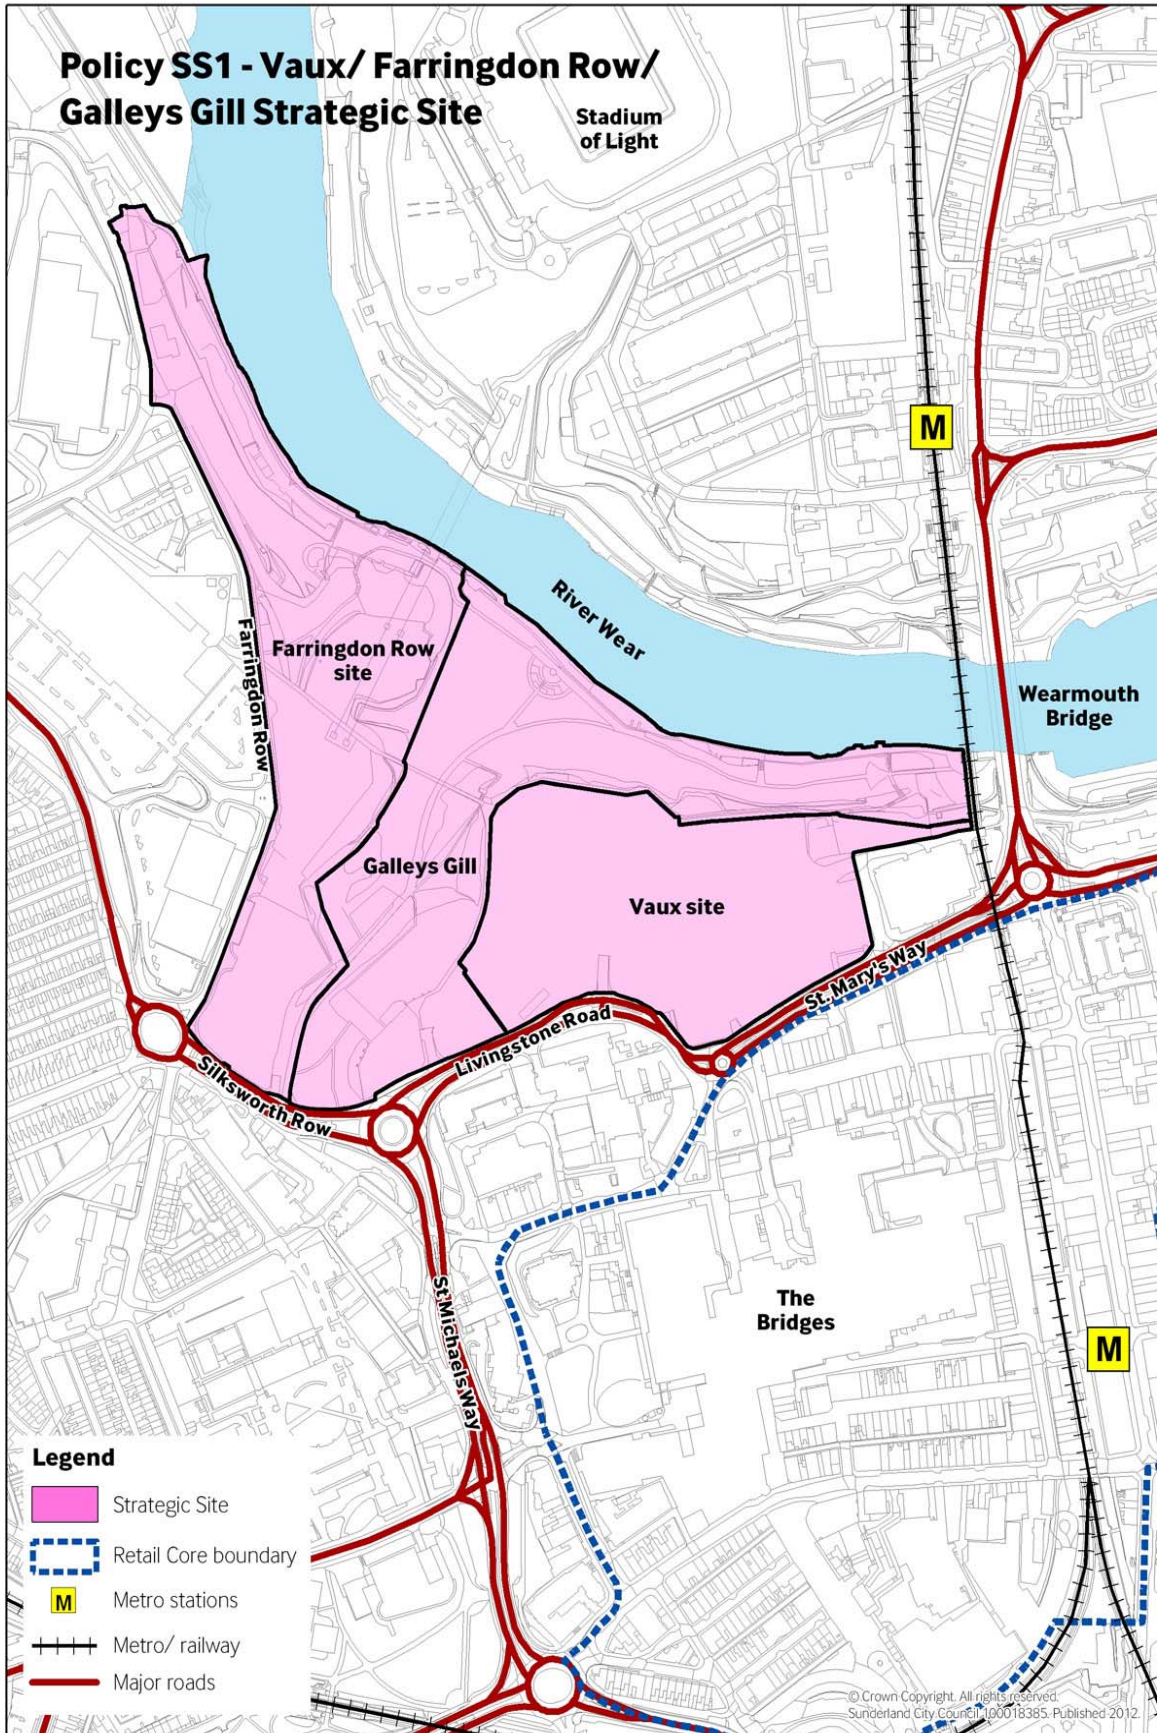 Policy SS1 - Vaux/ Farringdon Row/
Galleys Gill Strategic Site
Stadium
of Light
M
River Wear
Farringdon Row
Farringdon Row
site
Wearmouth
Bridge
Galleys Gill
Vaux site
St. Mary's Way
Livingstone Road
Silksworth Row
St Michaels Way
The
Bridges
M
Legend
Strategic Site
Retail Core boundary
M Metro stations
Metro/ railway
Major roads
© Crown Copyright. All rights reserved.
Sunderland City Council 100018385. Published 2012.